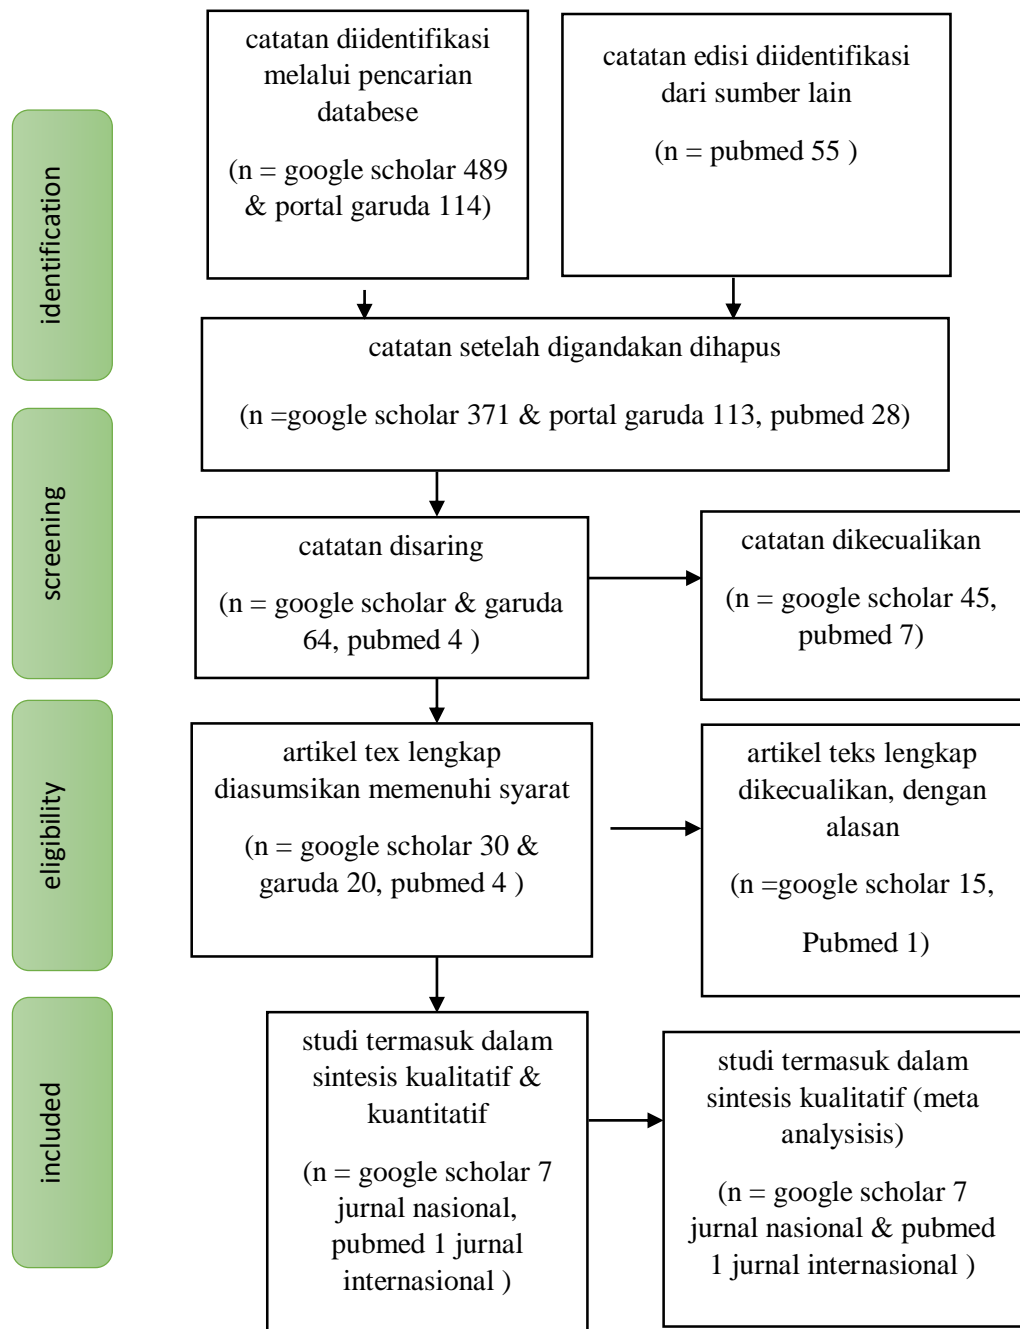 identification
catatan diidentifikasi
melalui pencarian
databese
(n = google scholar 489
& portal garuda 114)
catatan edisi diidentifikasi
dari sumber lain
(n = pubmed 55 )
catatan setelah digandakan dihapus
(n =google scholar 371 & portal garuda 113, pubmed 28)
screening
catatan disaring
(n = google scholar & garuda
64, pubmed 4 )
catatan dikecualikan
(n = google scholar 45,
pubmed 7)
eligibility
artikel tex lengkap
diasumsikan memenuhi syarat
(n = google scholar 30 &
garuda 20, pubmed 4 )
artikel teks lengkap
dikecualikan, dengan
alasan
(n =google scholar 15,
Pubmed 1)
included
studi termasuk dalam
sintesis kualitatif &
kuantitatif
(n = google scholar 7
jurnal nasional,
pubmed 1 jurnal
internasional )
studi termasuk dalam
sintesis kualitatif (meta
analysisis)
(n = google scholar 7
jurnal nasional & pubmed
1 jurnal internasional )